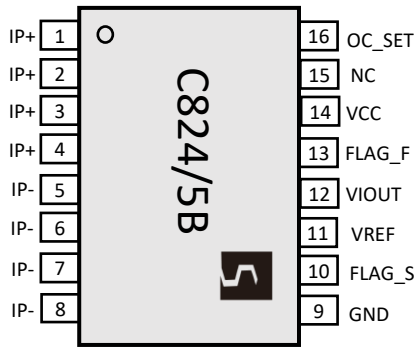 IP+ 1
IP+ 2
IP+ 3
IP+ 4
IP- 5
IP- 6
IP- 7
IP- 8
C824/5B
16 OC_SET
15 NC
14 VCC
13 FLAG_F
12 VIOUT
11 VREF
10 FLAG_S
9 GND